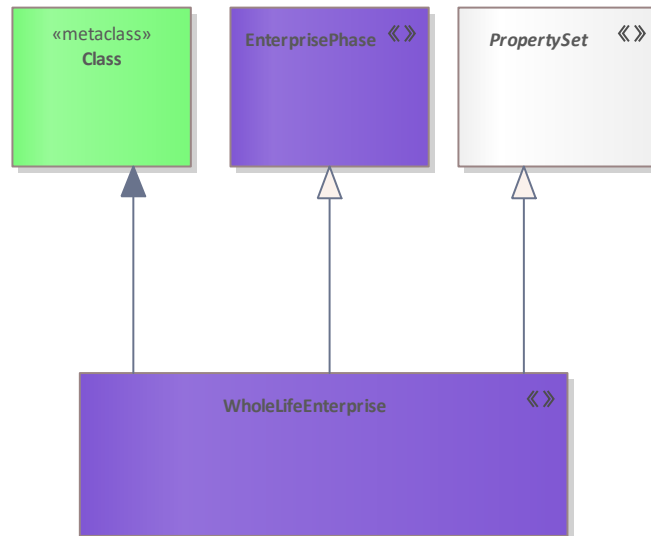 «metaclass»
Class
EnterprisePhase «»
PropertySet «»
WholeLifeEnterprise «»